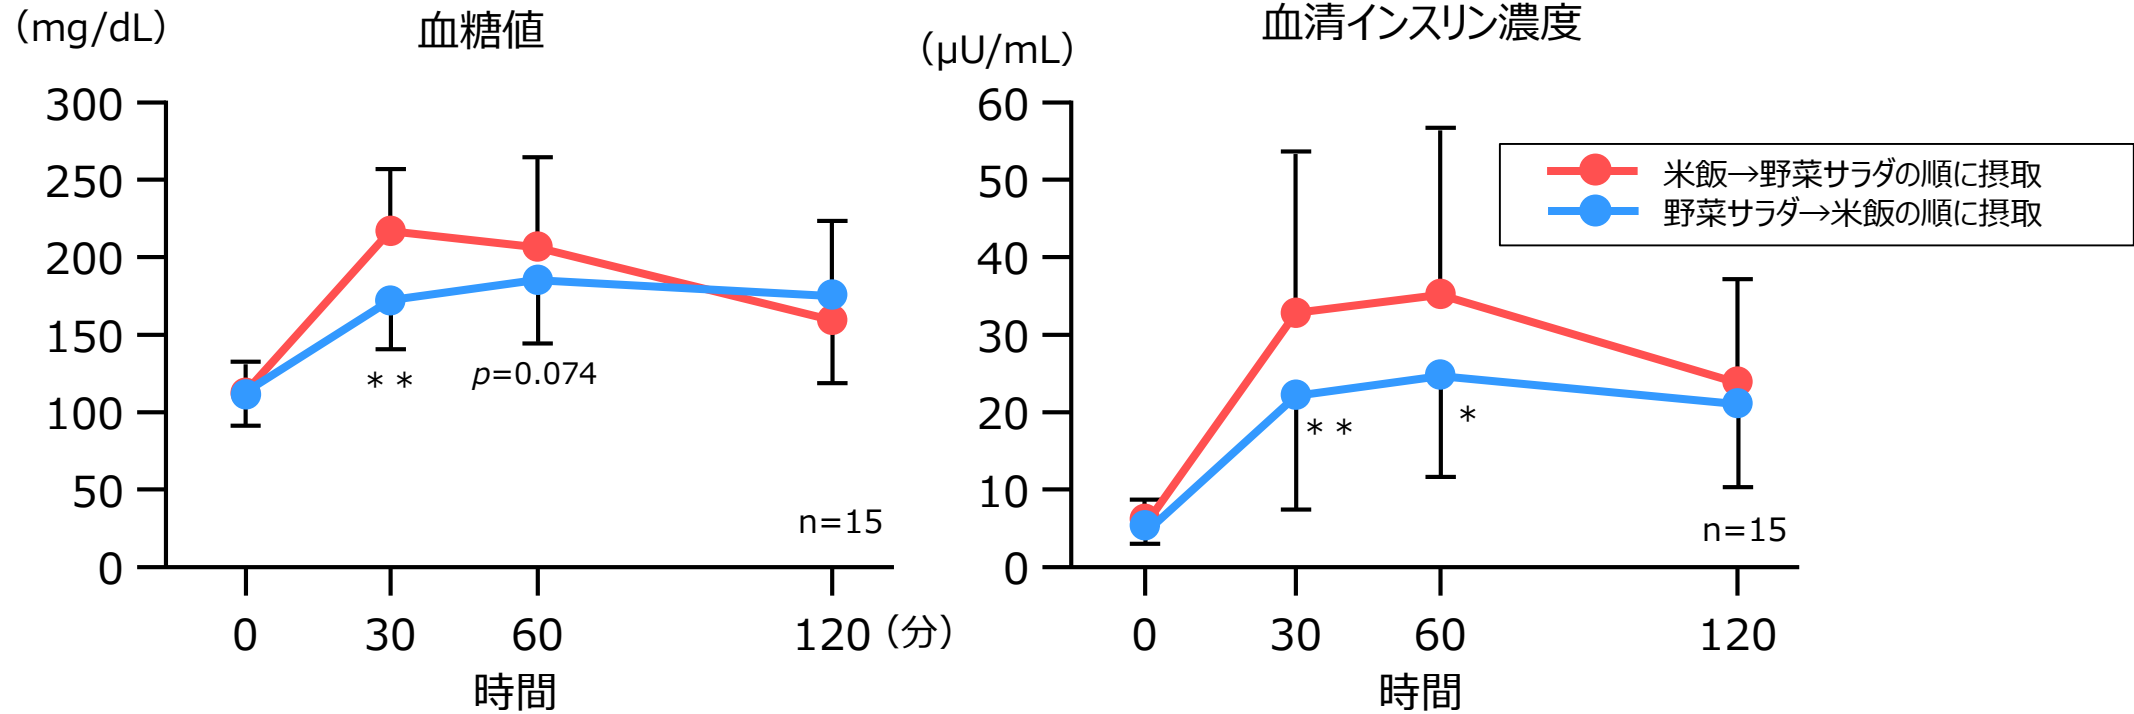 （mg/dL）
血糖値
300
250
200
150
100
50
0
＊＊
p=0.074
n=15
0 30 60 120（分）
時間
（μU/mL）
血清インスリン濃度
60
50
40
30
20
10
0
米飯→野菜サラダの順に摂取
野菜サラダ→米飯の順に摂取
＊＊
＊
n=15
0 30 60 120
時間